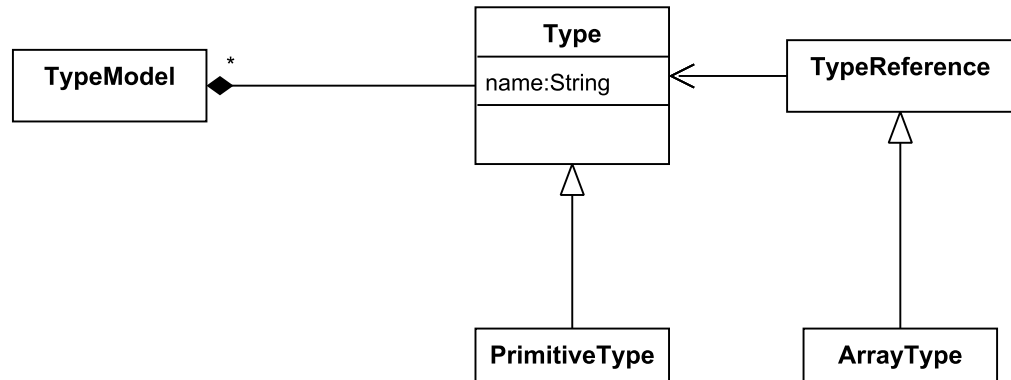 Type
TypeModel
*
name:String
TypeReference
PrimitiveType
ArrayType